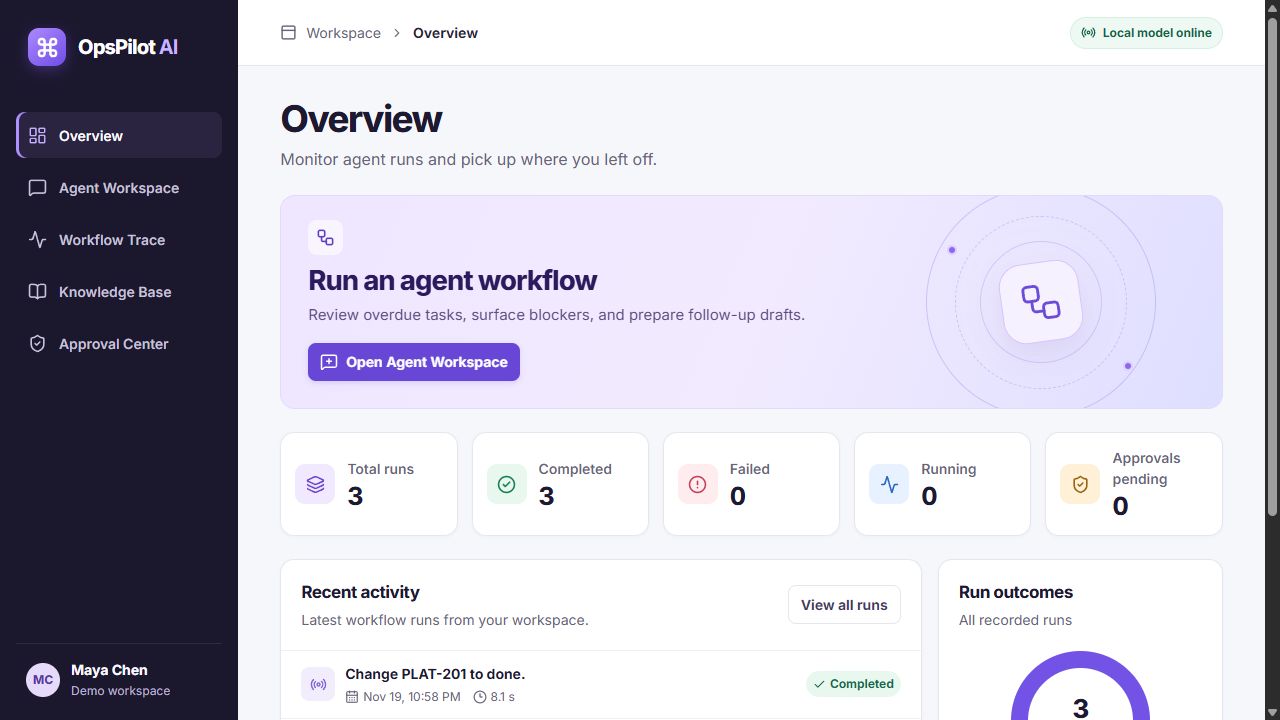 OpsPilot AI
Overview
Agent Workspace
Workflow Trace
Knowledge Base
Approval Center
MC
Maya Chen
Demo workspace
Workspace
Overview
Local model online
Overview
Monitor agent runs and pick up where you left off.
Run an agent workflow
Review overdue tasks, surface blockers, and prepare follow-up drafts.
Open Agent Workspace
Total runs
3
Completed
3
Failed
0
Running
0
Approvals
pending
0
Recent activity
Latest workflow runs from your workspace.
View all runs
Change PLAT-201 to done.
Nov 19, 10:58 PM
8.1 s
Completed
Run outcomes
All recorded runs
3